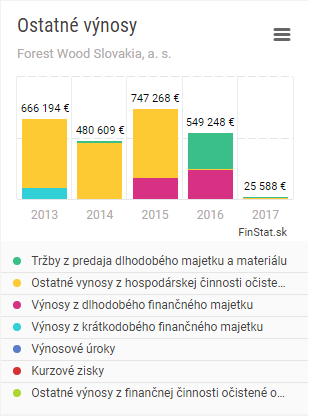 Ostatné výnosy
Forest Wood Slovakia, a. s.
666 194 €
480 609 €
747 268 €
549 248 €
25 588 €
2013
2014
2015
2016
2017
FinStat.sk
Tržby z predaja dlhodobého majetku a materiálu
Ostatné vynosy z hospodárskej činnosti očiste...
Výnosy z dlhodobého finančného majetku
Výnosy z krátkodobého finančného majetku
Výnosové úroky
Kurzové zisky
Ostatné výnosy z finančnej činnosti očistené o...